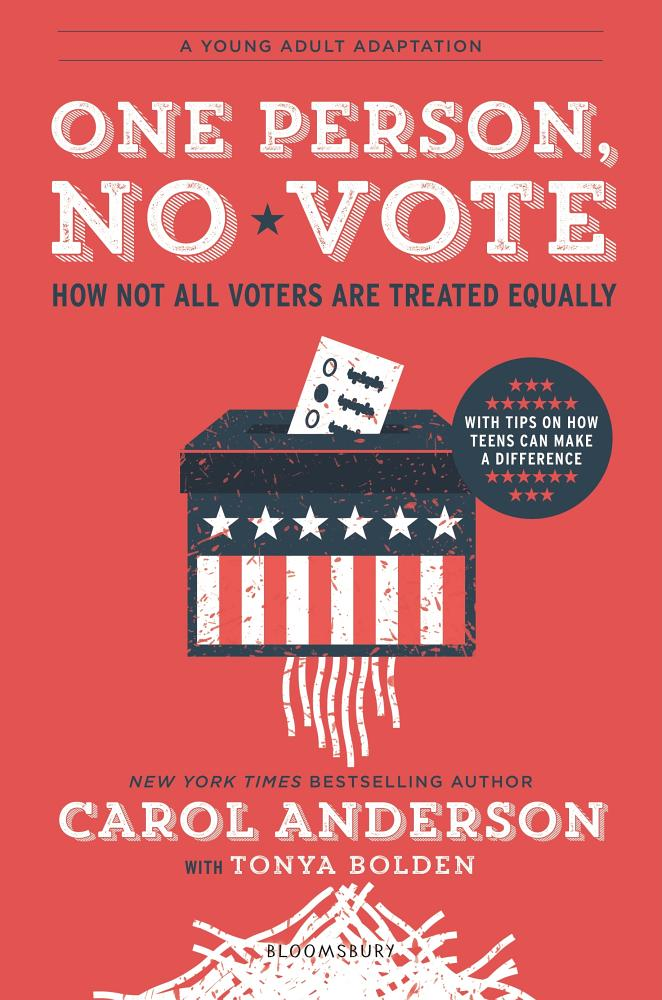 A YOUNG ADULT ADAPTATION
ONE PERSON,
NO ★ VOTE
HOW NOT ALL VOTERS ARE TREATED EQUALLY
WITH TIPS ON HOW
TEENS CAN MAKE
A DIFFERENCE
NEW YORK TIMES BESTSELLING AUTHOR
CAROL ANDERSON
WITH TONYA BOLDEN
BLOOMSBURY